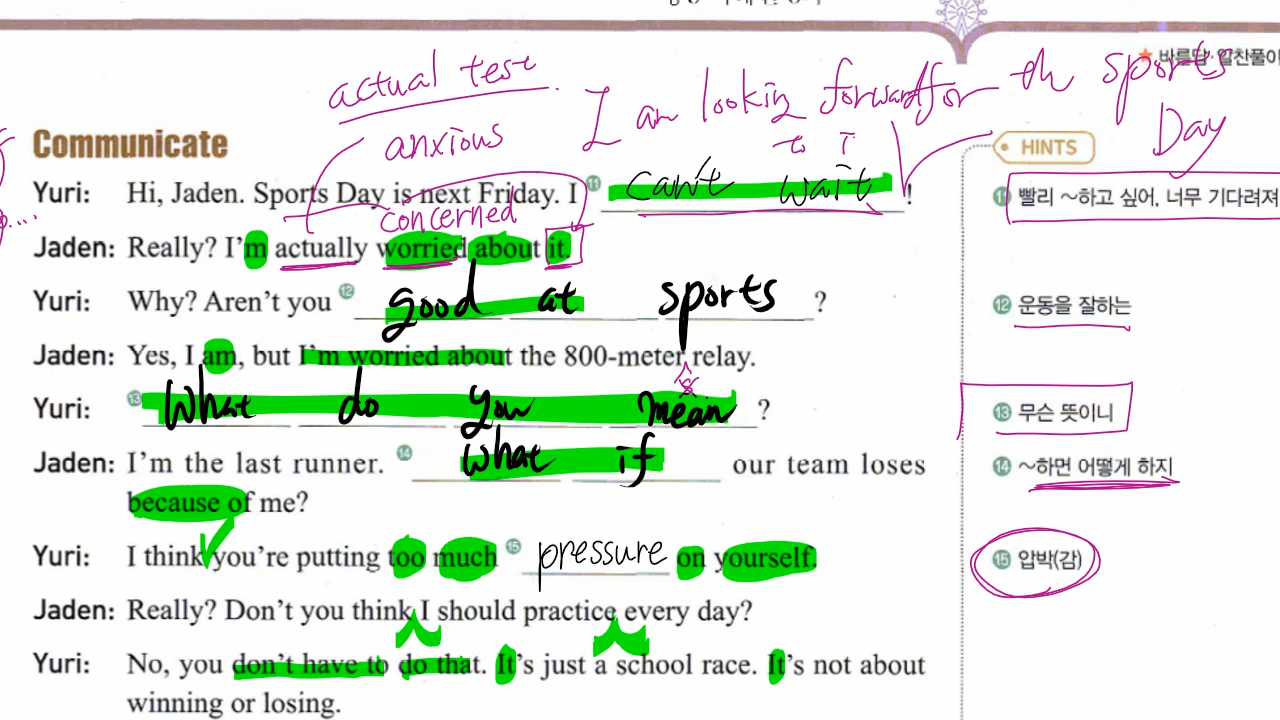 actual test
I am looking forward for the sports Day
to
anxious
Communicate
HINTS
Yuri: Hi, Jaden. Sports Day is next Friday. I ⑪ can't wait !
⑪ 빨리 ~하고 싶어, 너무 기다려져
concerned
Jaden: Really? I'm actually worried about it.
Yuri: Why? Aren't you ⑫ good at sports ?
⑫ 운동을 잘하는
Jaden: Yes, I am, but I'm worried about the 800-meter relay.
Yuri: ⑬ What do you mean ?
⑬ 무슨 뜻이니
Jaden: I'm the last runner. ⑭ what if our team loses
⑭ ~하면 어떻게 하지
because of me?
Yuri: I think you're putting too much ⑮ pressure on yourself.
⑮ 압박(감)
Jaden: Really? Don't you think I should practice every day?
Yuri: No, you don't have to do that. It's just a school race. It's not about
winning or losing.